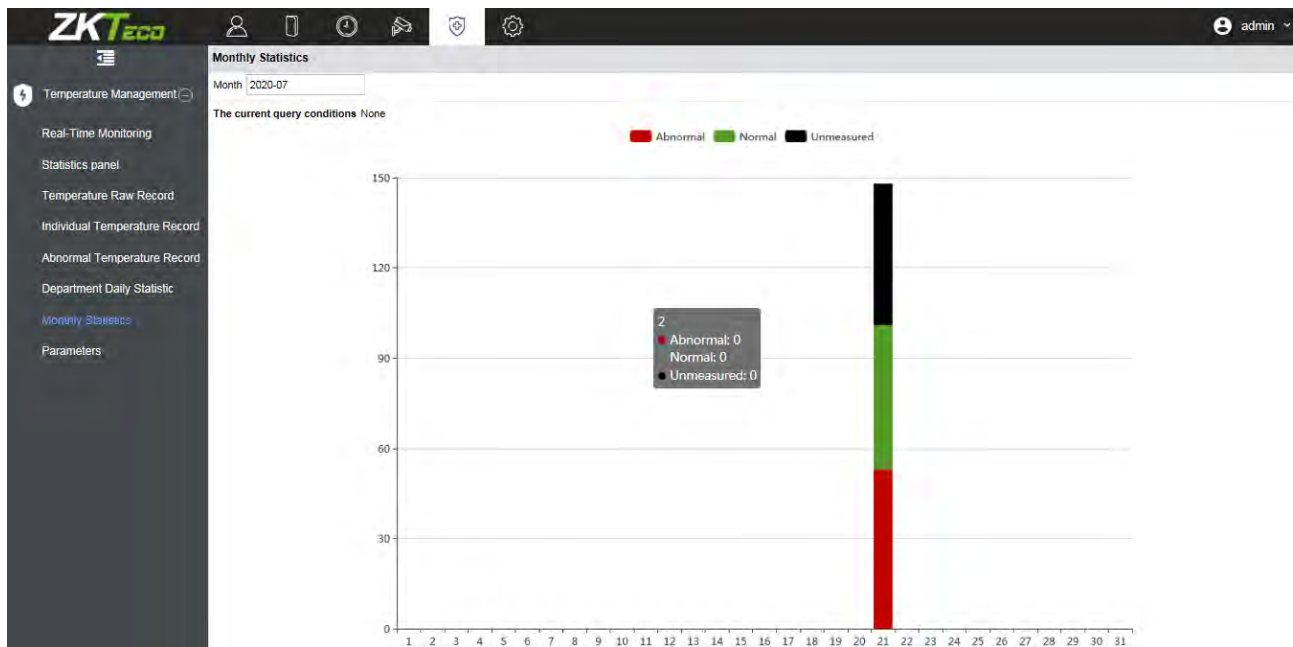 ZKTeco
admin
Monthly Statistics
Temperature Management
Month 2020-07
The current query conditions None
Real-Time Monitoring
Statistics panel
Temperature Raw Record
Individual Temperature Record
Abnormal Temperature Record
Department Daily Statistic
Monthly Statistics
Parameters
Abnormal Normal Unmeasured
150
120
90
60
30
0
2
Abnormal: 0
Normal: 0
Unmeasured: 0
1 2 3 4 5 6 7 8 9 10 11 12 13 14 15 16 17 18 19 20 21 22 23 24 25 26 27 28 29 30 31